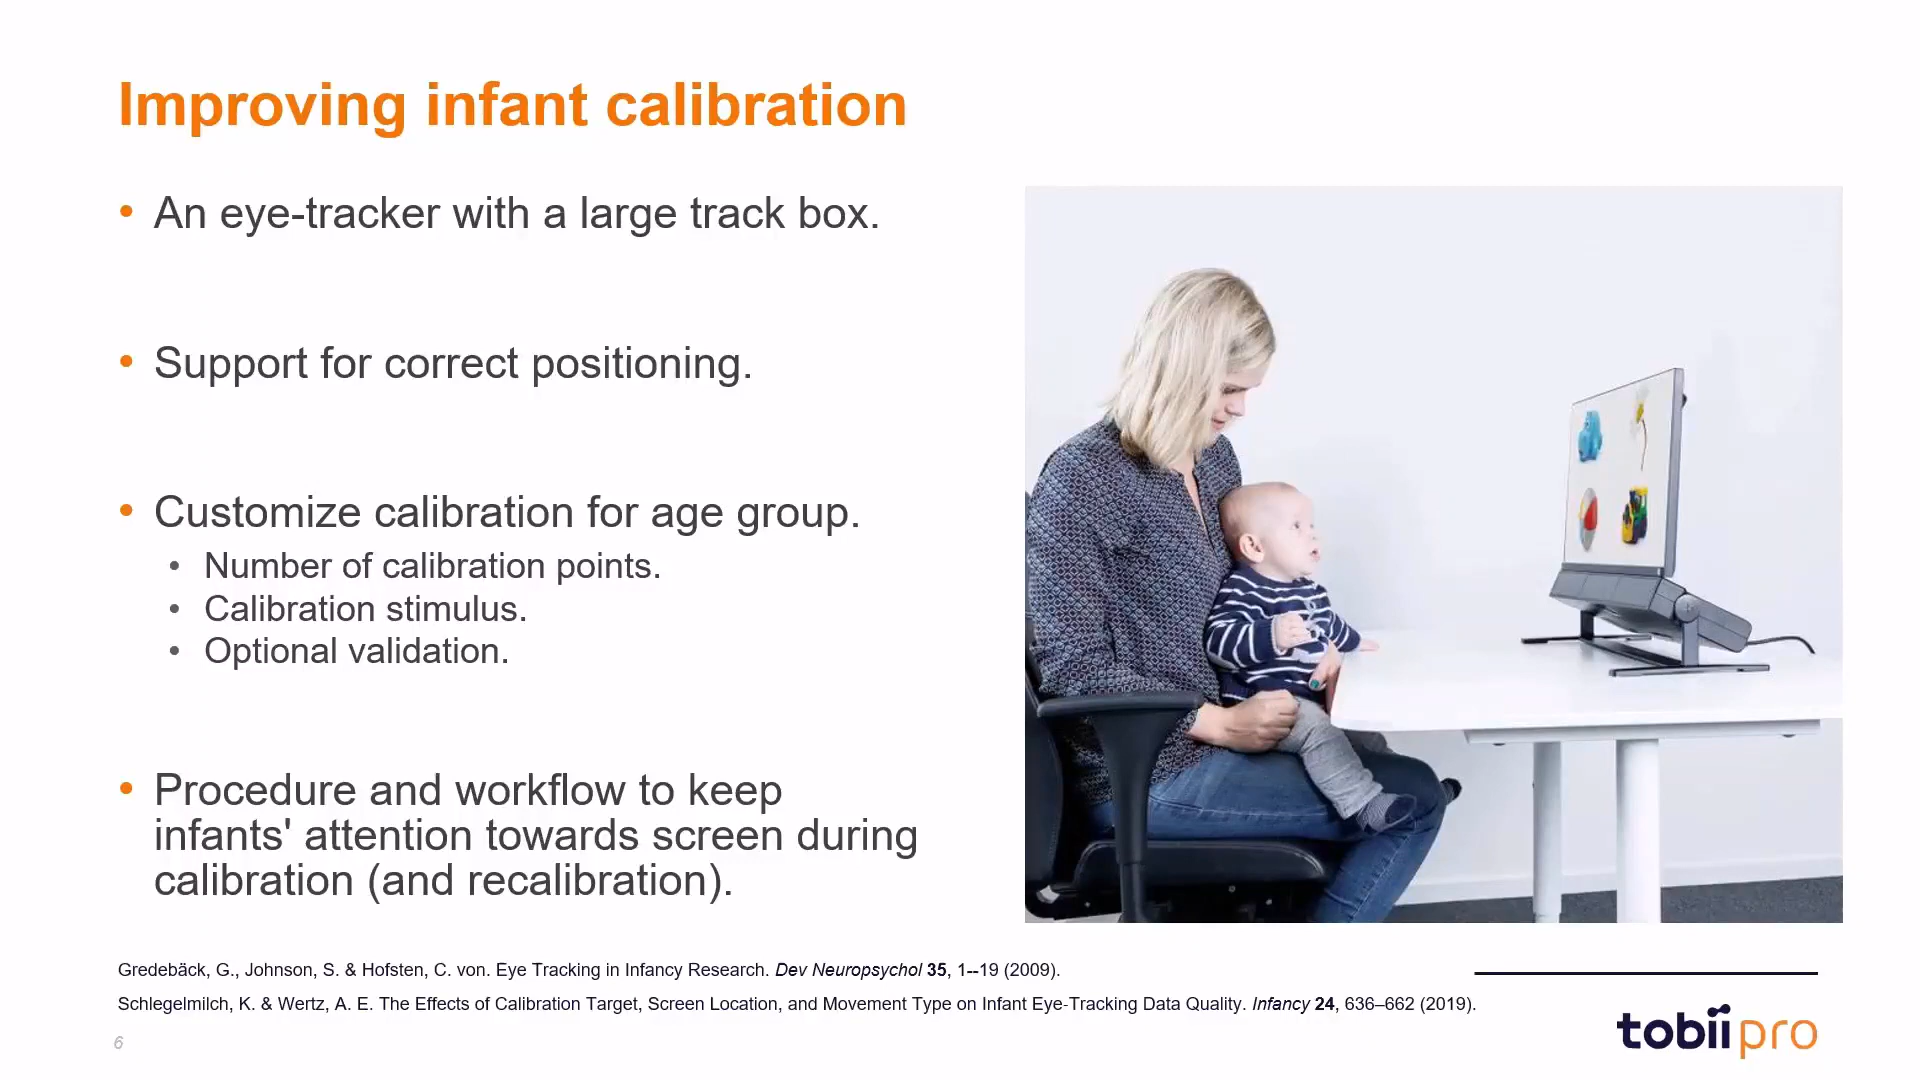 Improving infant calibration
• An eye-tracker with a large track box.
• Support for correct positioning.
• Customize calibration for age group.
• Number of calibration points.
• Calibration stimulus.
• Optional validation.
• Procedure and workflow to keep
infants' attention towards screen during
calibration (and recalibration).
Gredebäck, G., Johnson, S. & Hofsten, C. von. Eye Tracking in Infancy Research. Dev Neuropsychol 35, 1--19 (2009).
Schlegelmilch, K. & Wertz, A. E. The Effects of Calibration Target, Screen Location, and Movement Type on Infant Eye-Tracking Data Quality. Infancy 24, 636–662 (2019).
6
tobii pro